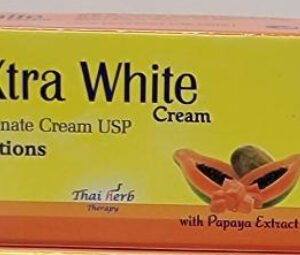 Xtra White
Cream
nate Cream USP
tions
Thai herb
Therapy
with Papaya Extract